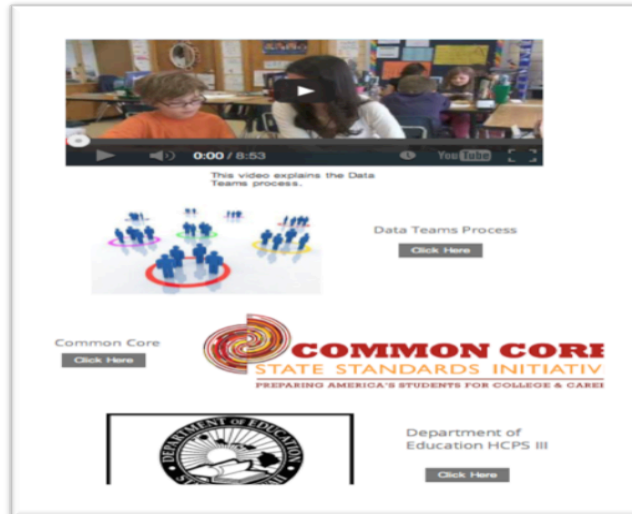 0:00 / 8:53
YouTube
This video explains the Data
Teams process.
Data Teams Process
Click Here
Common Core
Click Here
COMMON CORE
STATE STANDARDS INITIATIV
PREPARING AMERICA'S STUDENTS FOR COLLEGE & CAREE
DEPARTMENT OF EDUCATION
Department of
Education HCPS III
Click Here